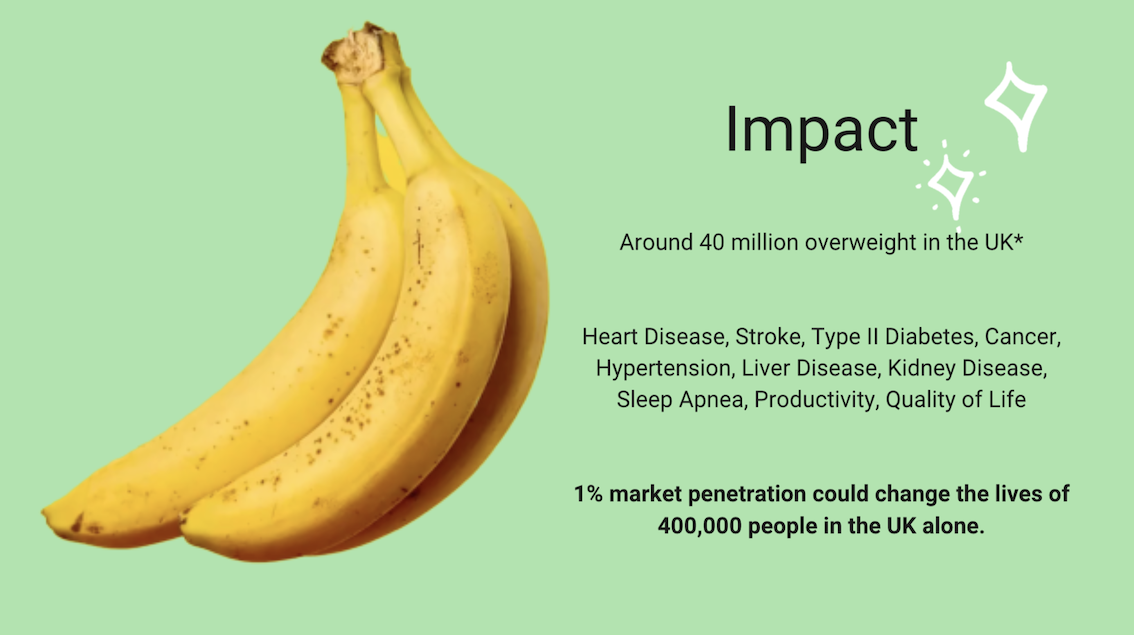 Impact
Around 40 million overweight in the UK*
Heart Disease, Stroke, Type II Diabetes, Cancer,
Hypertension, Liver Disease, Kidney Disease,
Sleep Apnea, Productivity, Quality of Life
1% market penetration could change the lives of
400,000 people in the UK alone.